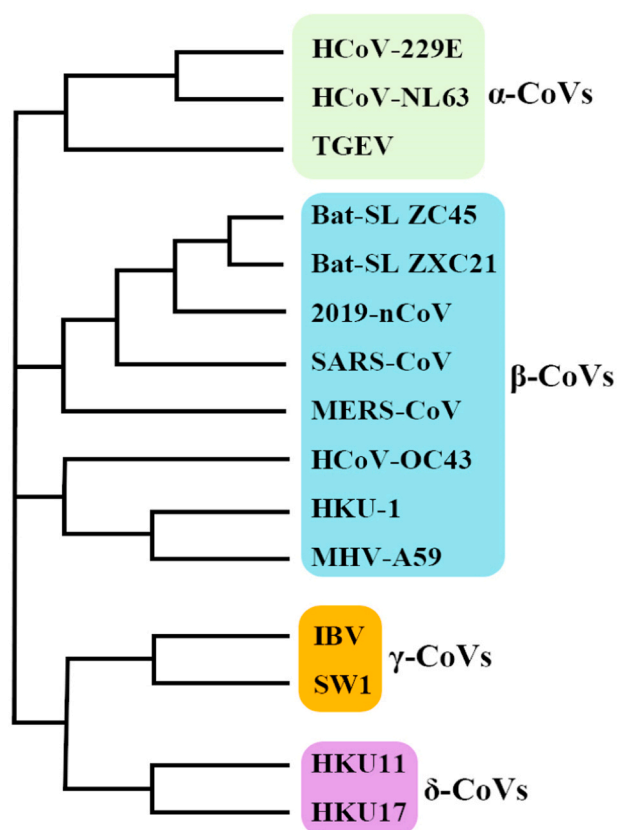 HCoV-229E
HCoV-NL63
α-CoVs
TGEV
Bat-SL ZC45
Bat-SL ZXC21
2019-nCoV
SARS-CoV
β-CoVs
MERS-CoV
HCoV-OC43
HKU-1
MHV-A59
IBV
γ-CoVs
SW1
HKU11
δ-CoVs
HKU17